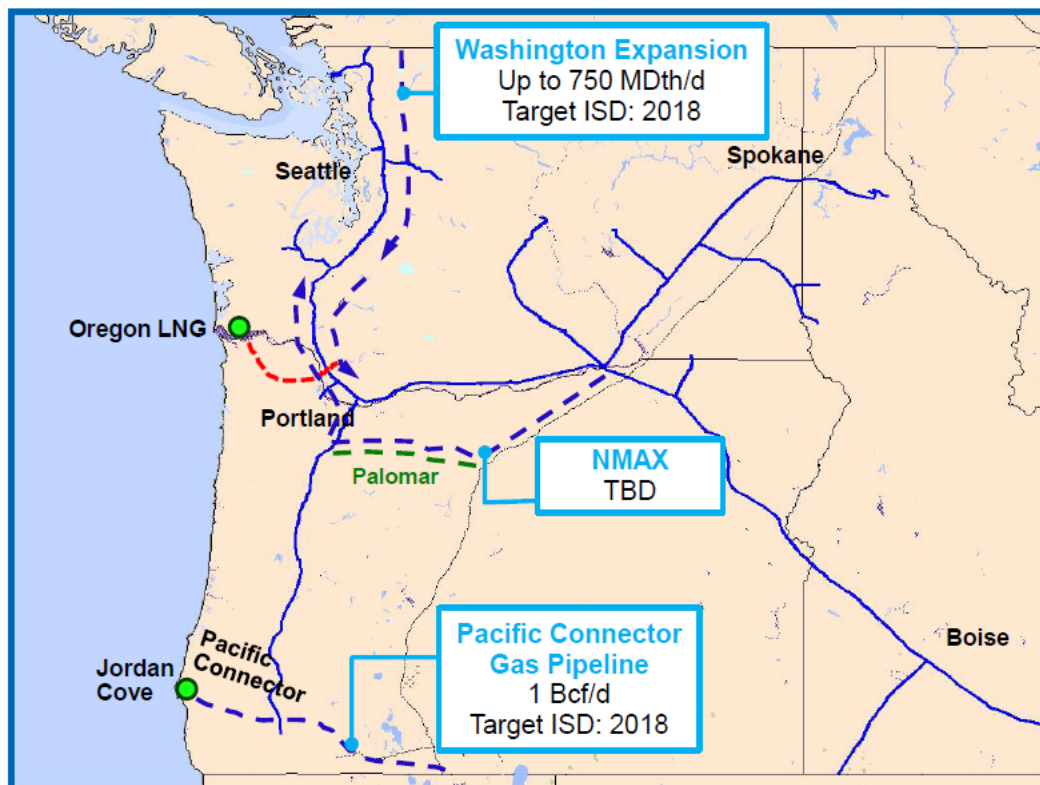 Washington Expansion
Up to 750 MDth/d
Target ISD: 2018
Seattle
Spokane
Oregon LNG
Portland
Palomar
NMAX
TBD
Pacific Connector
Gas Pipeline
1 Bcf/d
Target ISD: 2018
Pacific
Connector
Jordan
Cove
Boise